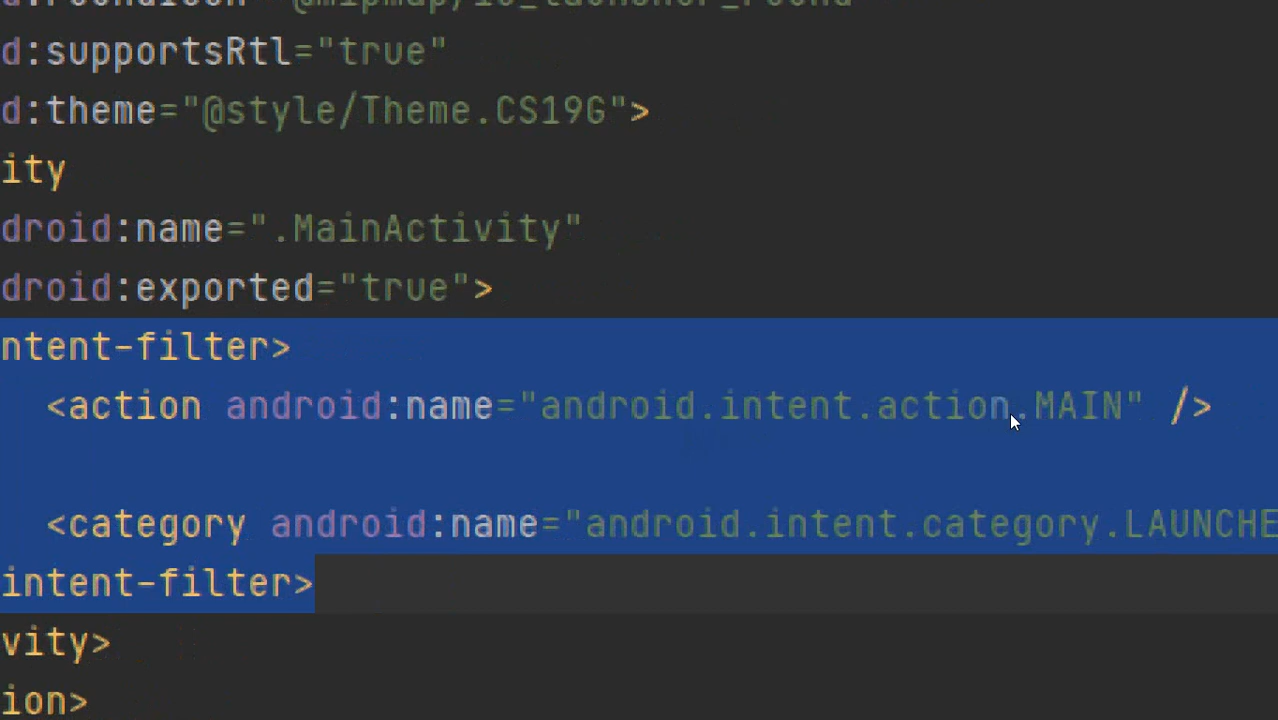 d:supportsRtl="true"
d:theme="@style/Theme.CS19G">
ity
droid:name=".MainActivity"
droid:exported="true">
ntent-filter>
<action android:name="android.intent.action.MAIN" />
<category android:name="android.intent.category.LAUNCHE
intent-filter>
vity>
ion>